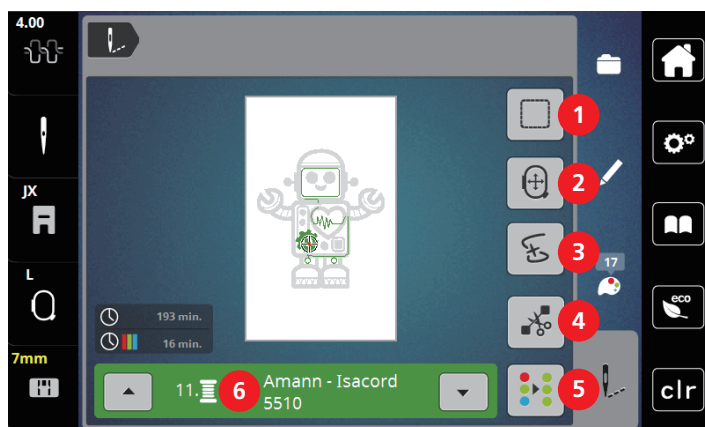 4.00
JX
L
7mm
193 min.
16 min.
11.
Amann - Isacord
5510
1
2
3
4
5
6
17
eco
clr